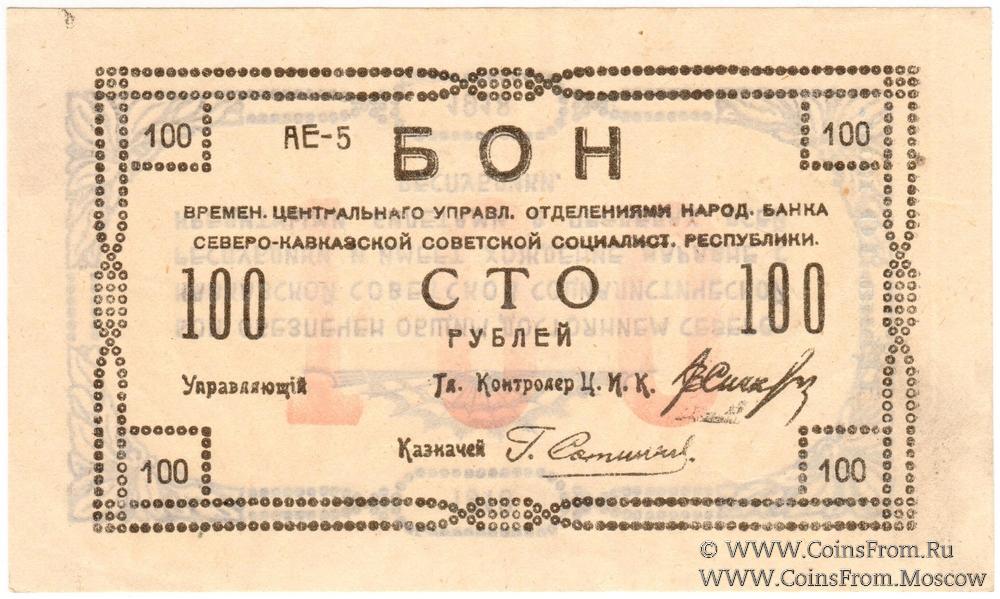 100 АЕ-5 БОН 100
ВРЕМЕН. ЦЕНТРАЛЬНАГО УПРАВЛ. ОТДЕЛЕНИЯМИ НАРОД. БАНКА
СЕВЕРО-КАВКАЗСКОЙ СОВЕТСКОЙ СОЦИАЛИСТ. РЕСПУБЛИКИ.
100 СТО 100
РУБЛЕЙ
Управляющій Гл. Контролер Ц. И. К.
Казначей
100 100
© WWW.CoinsFrom.Ru
WWW.CoinsFrom.Moscow